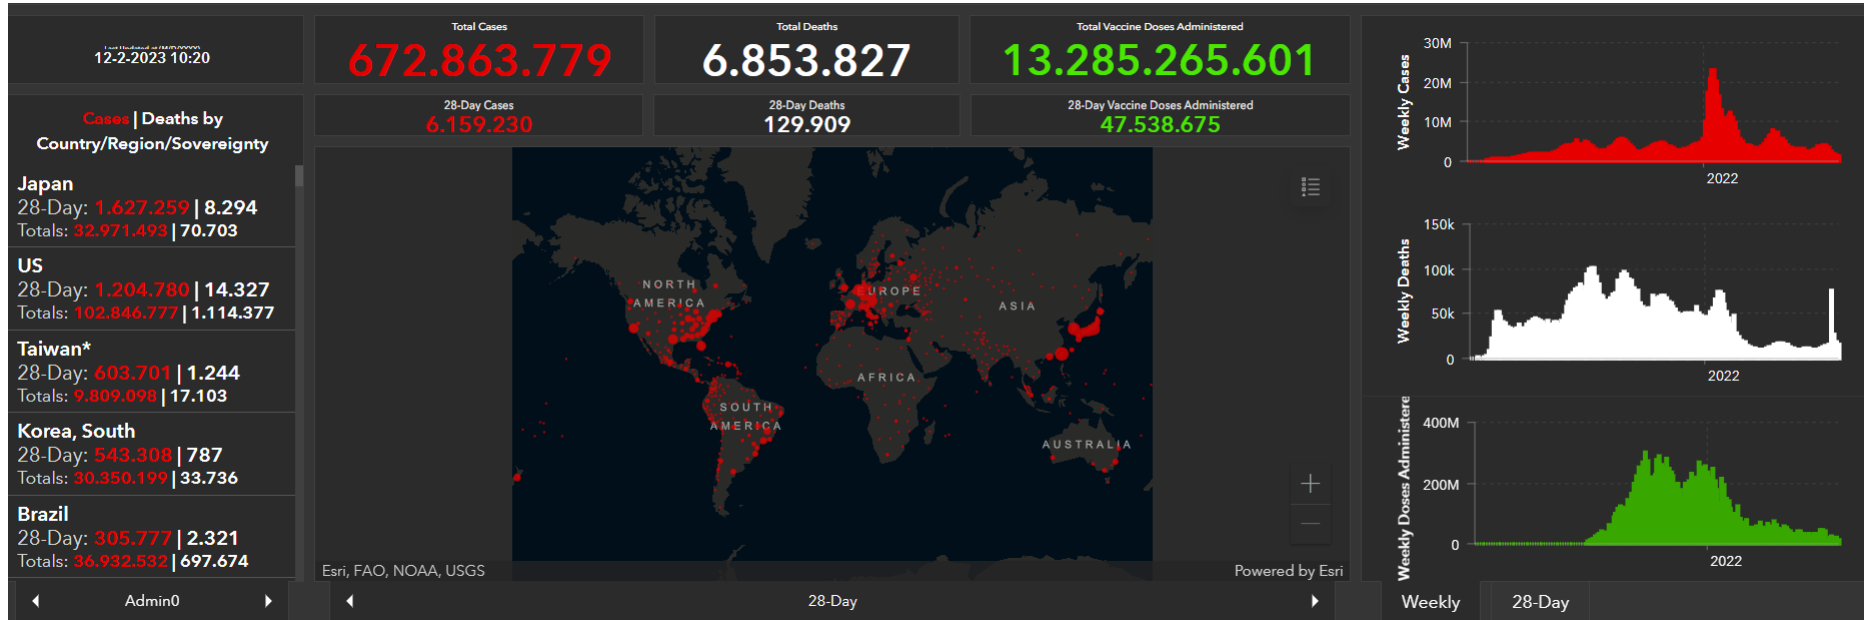 12-2-2023 10:20
Cases | Deaths by
Country/Region/Sovereignty
Japan
28-Day: 1.627.259 | 8.294
Totals: 32.971.493 | 70.703
US
28-Day: 1.204.780 | 14.327
Totals: 102.846.777 | 1.114.377
Taiwan*
28-Day: 603.701 | 1.244
Totals: 9.809.098 | 17.103
Korea, South
28-Day: 543.308 | 787
Totals: 30.350.199 | 33.736
Brazil
28-Day: 305.777 | 2.321
Totals: 36.932.532 | 697.674
Admin0
Total Cases
672.863.779
Total Deaths
6.853.827
Total Vaccine Doses Administered
13.285.265.601
28-Day Cases
6.159.230
28-Day Deaths
129.909
28-Day Vaccine Doses Administered
47.538.675
NORTH
AMERICA
EUROPE
ASIA
AFRICA
SOUTH
AMERICA
AUSTRALIA
Esri, FAO, NOAA, USGS
Powered by Esri
28-Day
Weekly Cases
30M
20M
10M
0
2022
Weekly Deaths
150k
100k
50k
0
2022
Weekly Doses Administere
400M
200M
0
2022
Weekly
28-Day